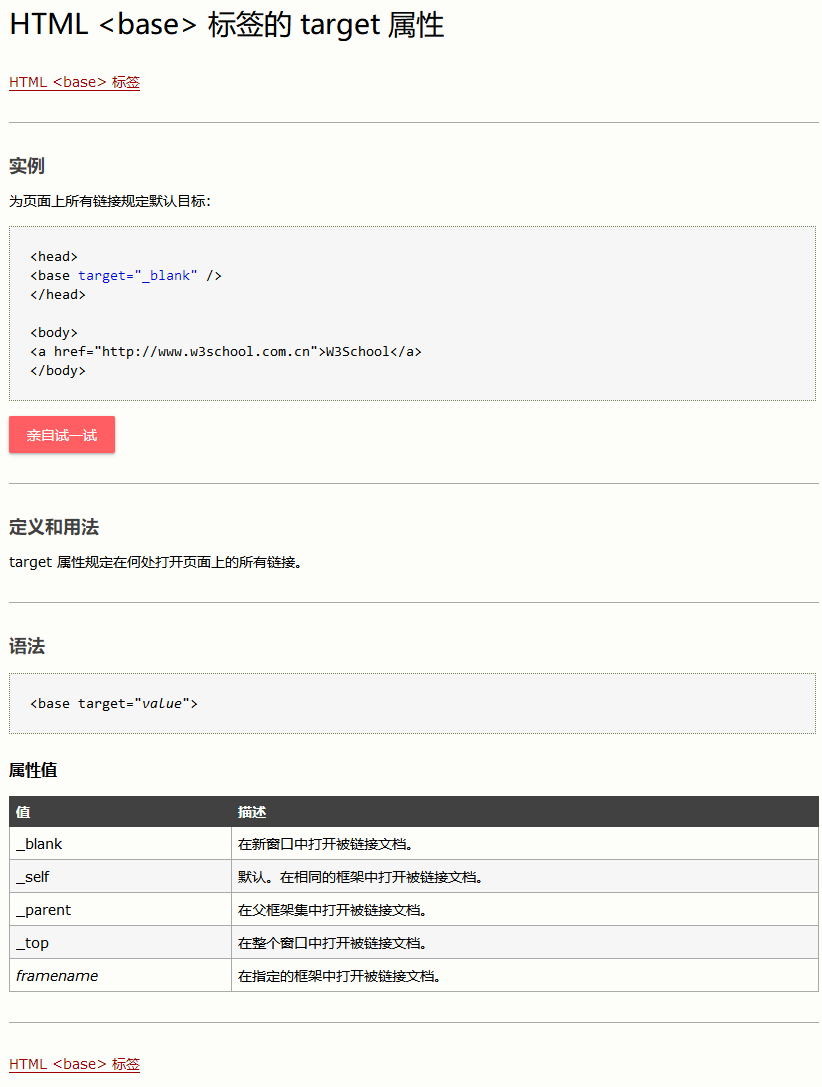 HTML <base> 标签的 target 属性
HTML <base> 标签
实例
为页面上所有链接规定默认目标：
<head>
<base target="_blank" />
</head>
<body>
<a href="http://www.w3school.com.cn">W3School</a>
</body>
亲自试一试
定义和用法
target 属性规定在何处打开页面上的所有链接。
语法
<base target="value">
属性值
值 描述
_blank 在新窗口中打开被链接文档。
_self 默认。在相同的框架中打开被链接文档。
_parent 在父框架集中打开被链接文档。
_top 在整个窗口中打开被链接文档。
framename 在指定的框架中打开被链接文档。
HTML <base> 标签